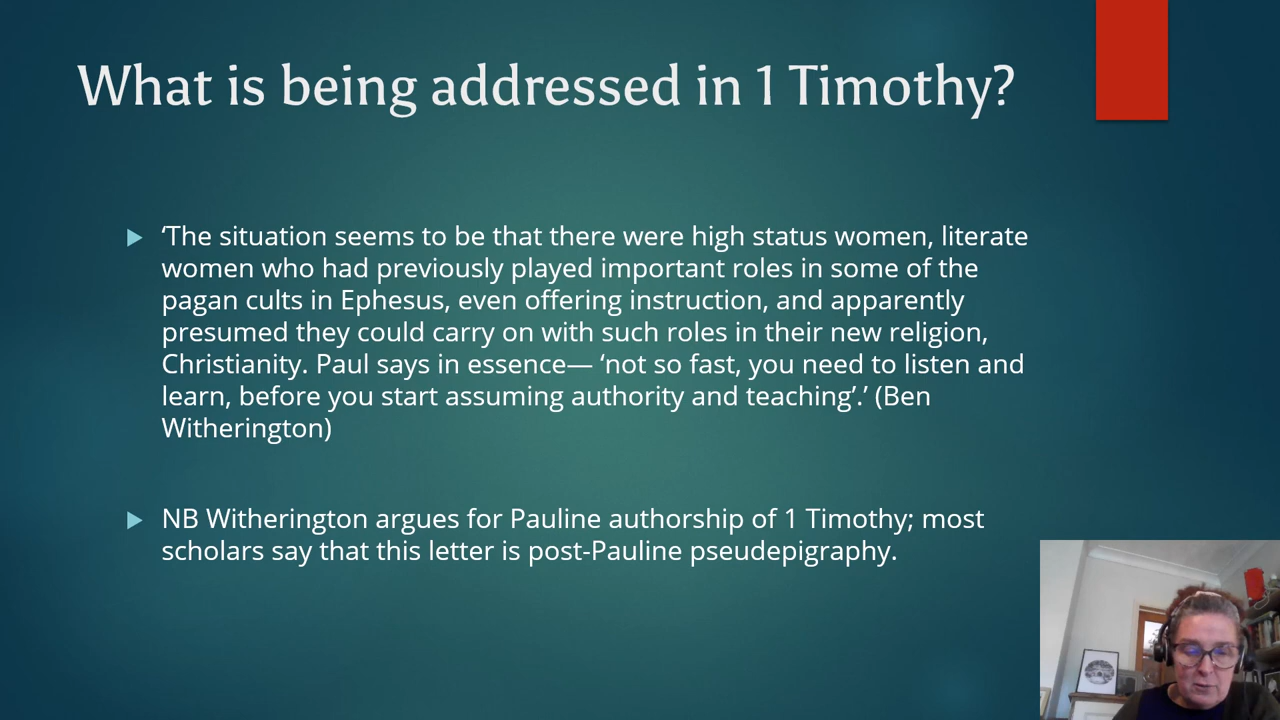 What is being addressed in 1 Timothy?
‘The situation seems to be that there were high status women, literate
women who had previously played important roles in some of the
pagan cults in Ephesus, even offering instruction, and apparently
presumed they could carry on with such roles in their new religion,
Christianity. Paul says in essence— ‘not so fast, you need to listen and
learn, before you start assuming authority and teaching’.’ (Ben
Witherington)
NB Witherington argues for Pauline authorship of 1 Timothy; most
scholars say that this letter is post-Pauline pseudepigraphy.